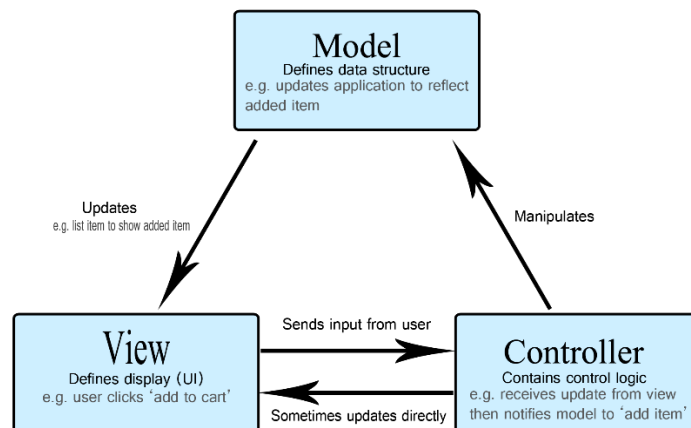 Model
Defines data structure
e.g. updates application to reflect
added item
Updates
e.g. list item to show added item
Manipulates
Sends input from user
View
Defines display (UI)
e.g. user clicks ‘add to cart’
Controller
Contains control logic
e.g. receives update from view
then notifies model to ‘add item’
Sometimes updates directly